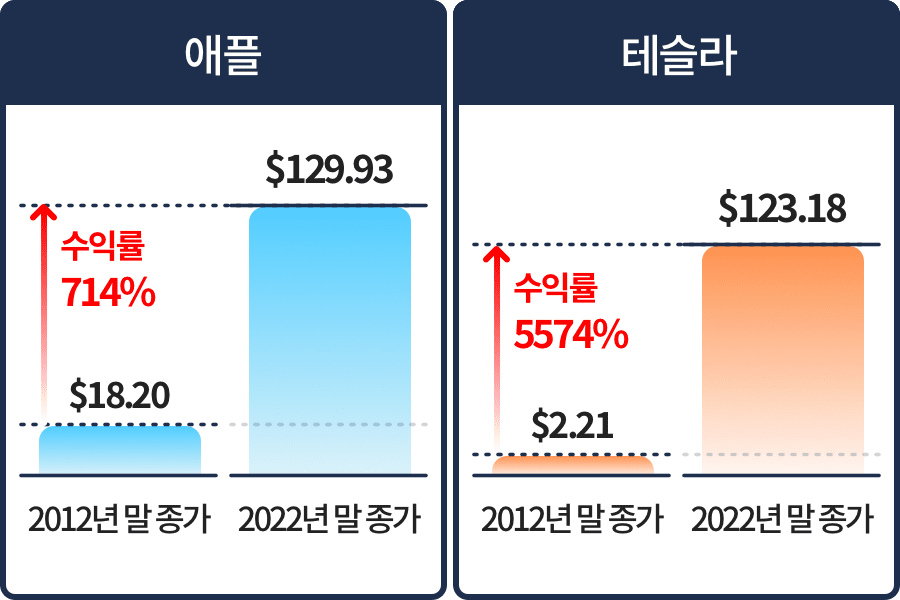 애플
$129.93
수익률
714%
$18.20
2012년 말 종가
2022년 말 종가
테슬라
$123.18
수익률
5574%
$2.21
2012년 말 종가
2022년 말 종가